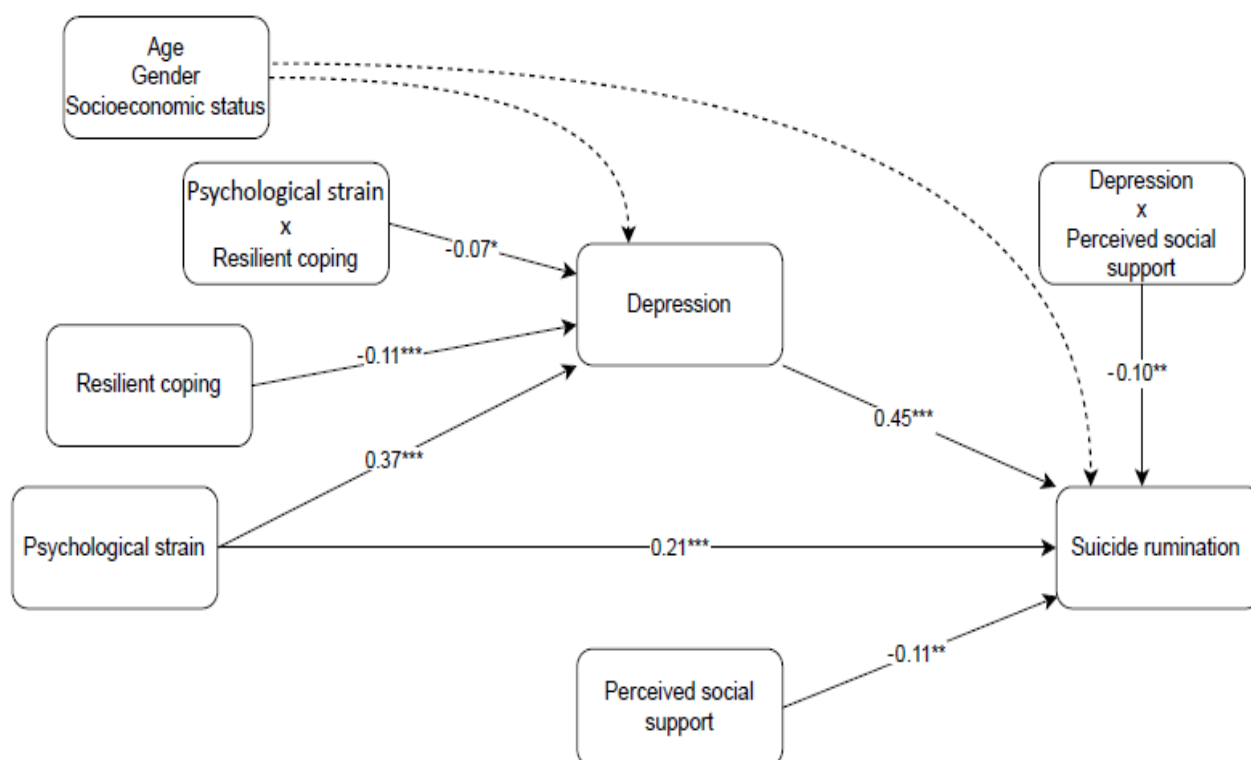 Age
Gender
Socioeconomic status
Psychological strain
x
Resilient coping
-0.07*
Depression
Depression
x
Perceived social
support
-0.10**
Resilient coping
-0.11***
0.37***
0.45***
Psychological strain
0.21***
Suicide rumination
-0.11**
Perceived social
support